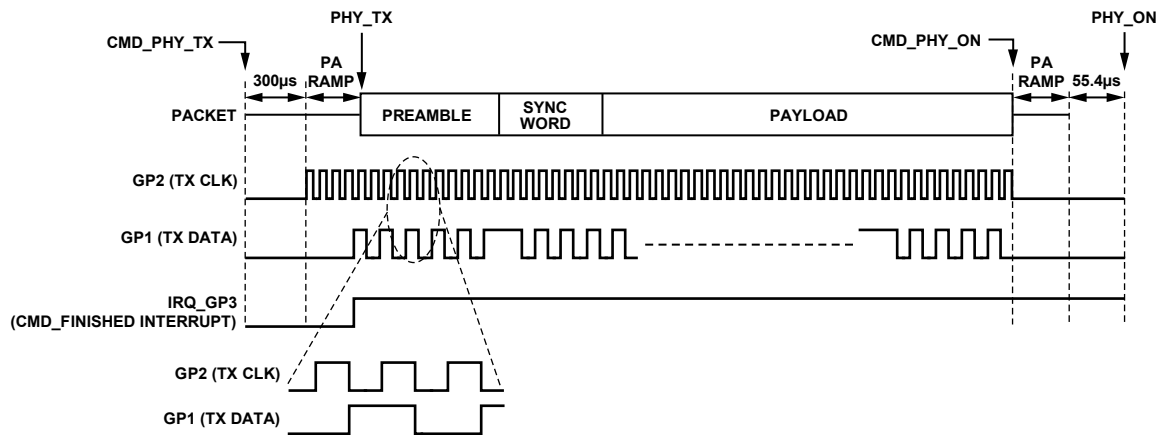 PHY_TX
PHY_ON
CMD_PHY_TX
CMD_PHY_ON
300µs
PA
RAMP
PA
RAMP
55.4µs
PACKET
PREAMBLE
SYNC
WORD
PAYLOAD
GP2 (TX CLK)
GP1 (TX DATA)
IRQ_GP3
(CMD_FINISHED INTERRUPT)
GP2 (TX CLK)
GP1 (TX DATA)